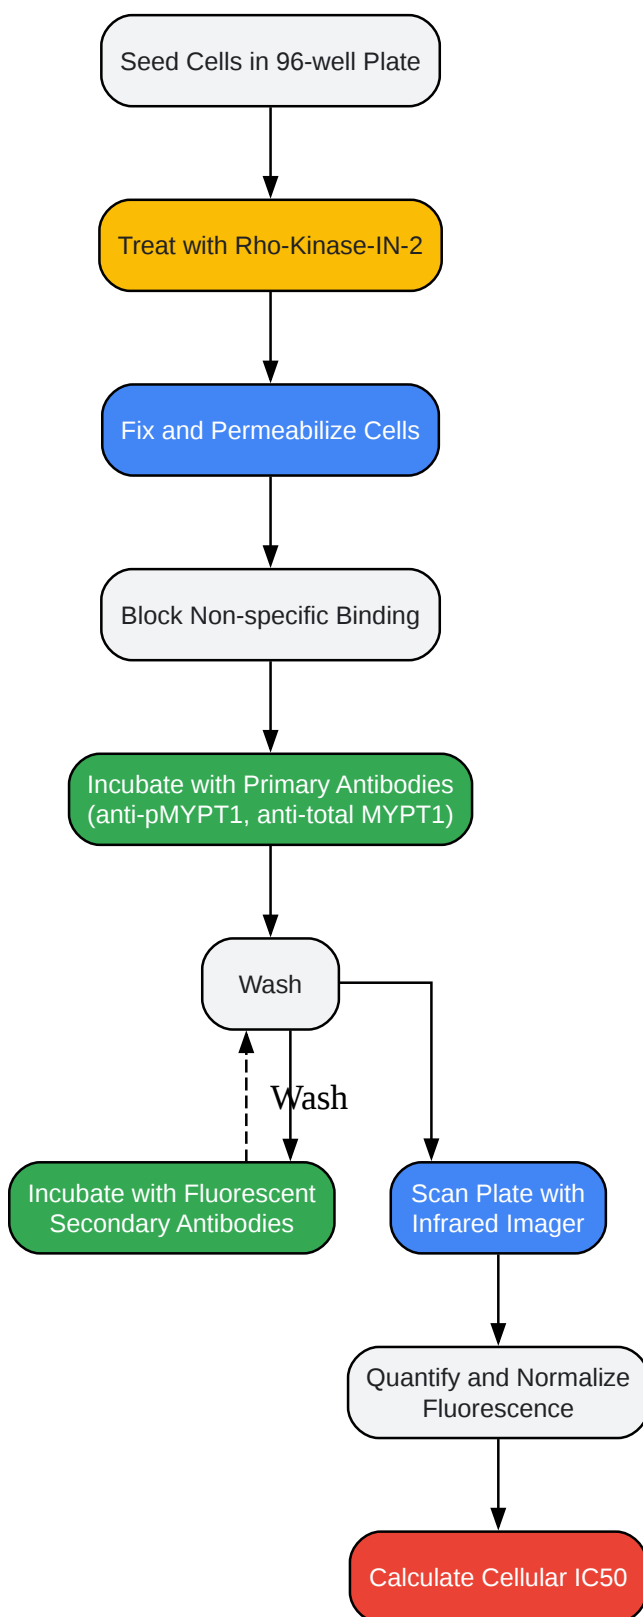 Seed Cells in 96-well Plate
Treat with Rho-Kinase-IN-2
Fix and Permeabilize Cells
Block Non-specific Binding
Incubate with Primary Antibodies
(anti-pMYPT1, anti-total MYPT1)
Wash
Wash
Incubate with Fluorescent
Secondary Antibodies
Scan Plate with
Infrared Imager
Quantify and Normalize
Fluorescence
Calculate Cellular IC50